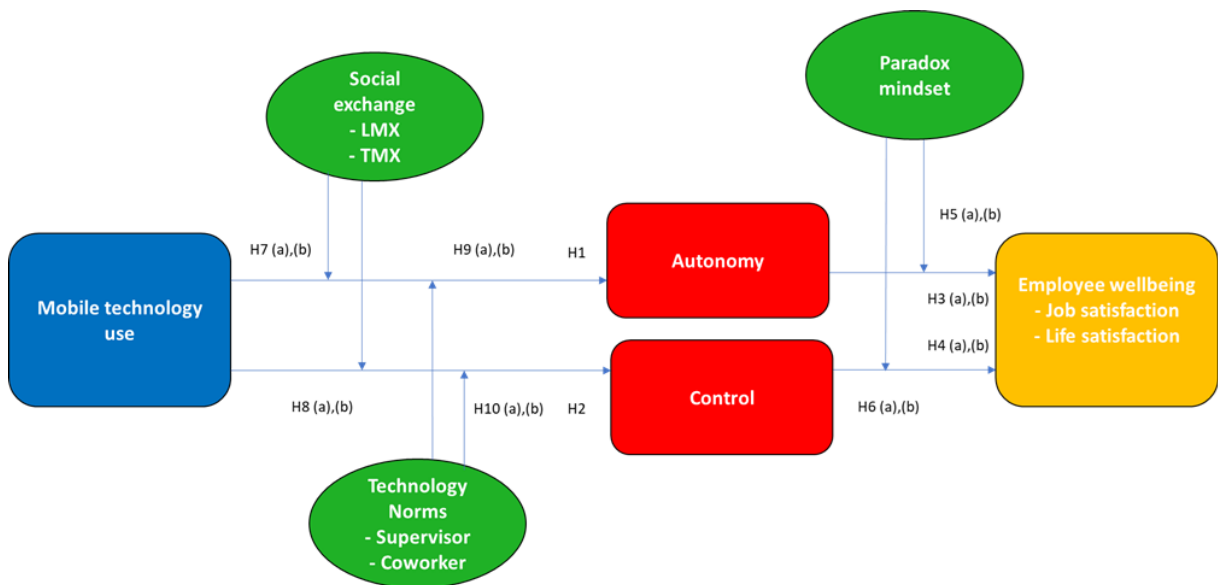 Social
exchange
- LMX
- TMX
Paradox
mindset
H7 (a),(b)
H9 (a),(b)
H1
H5 (a),(b)
Mobile technology
use
Autonomy
Employee wellbeing
- Job satisfaction
- Life satisfaction
H3 (a),(b)
H4 (a),(b)
Control
H8 (a),(b)
H10 (a),(b)
H2
H6 (a),(b)
Technology
Norms
- Supervisor
- Coworker